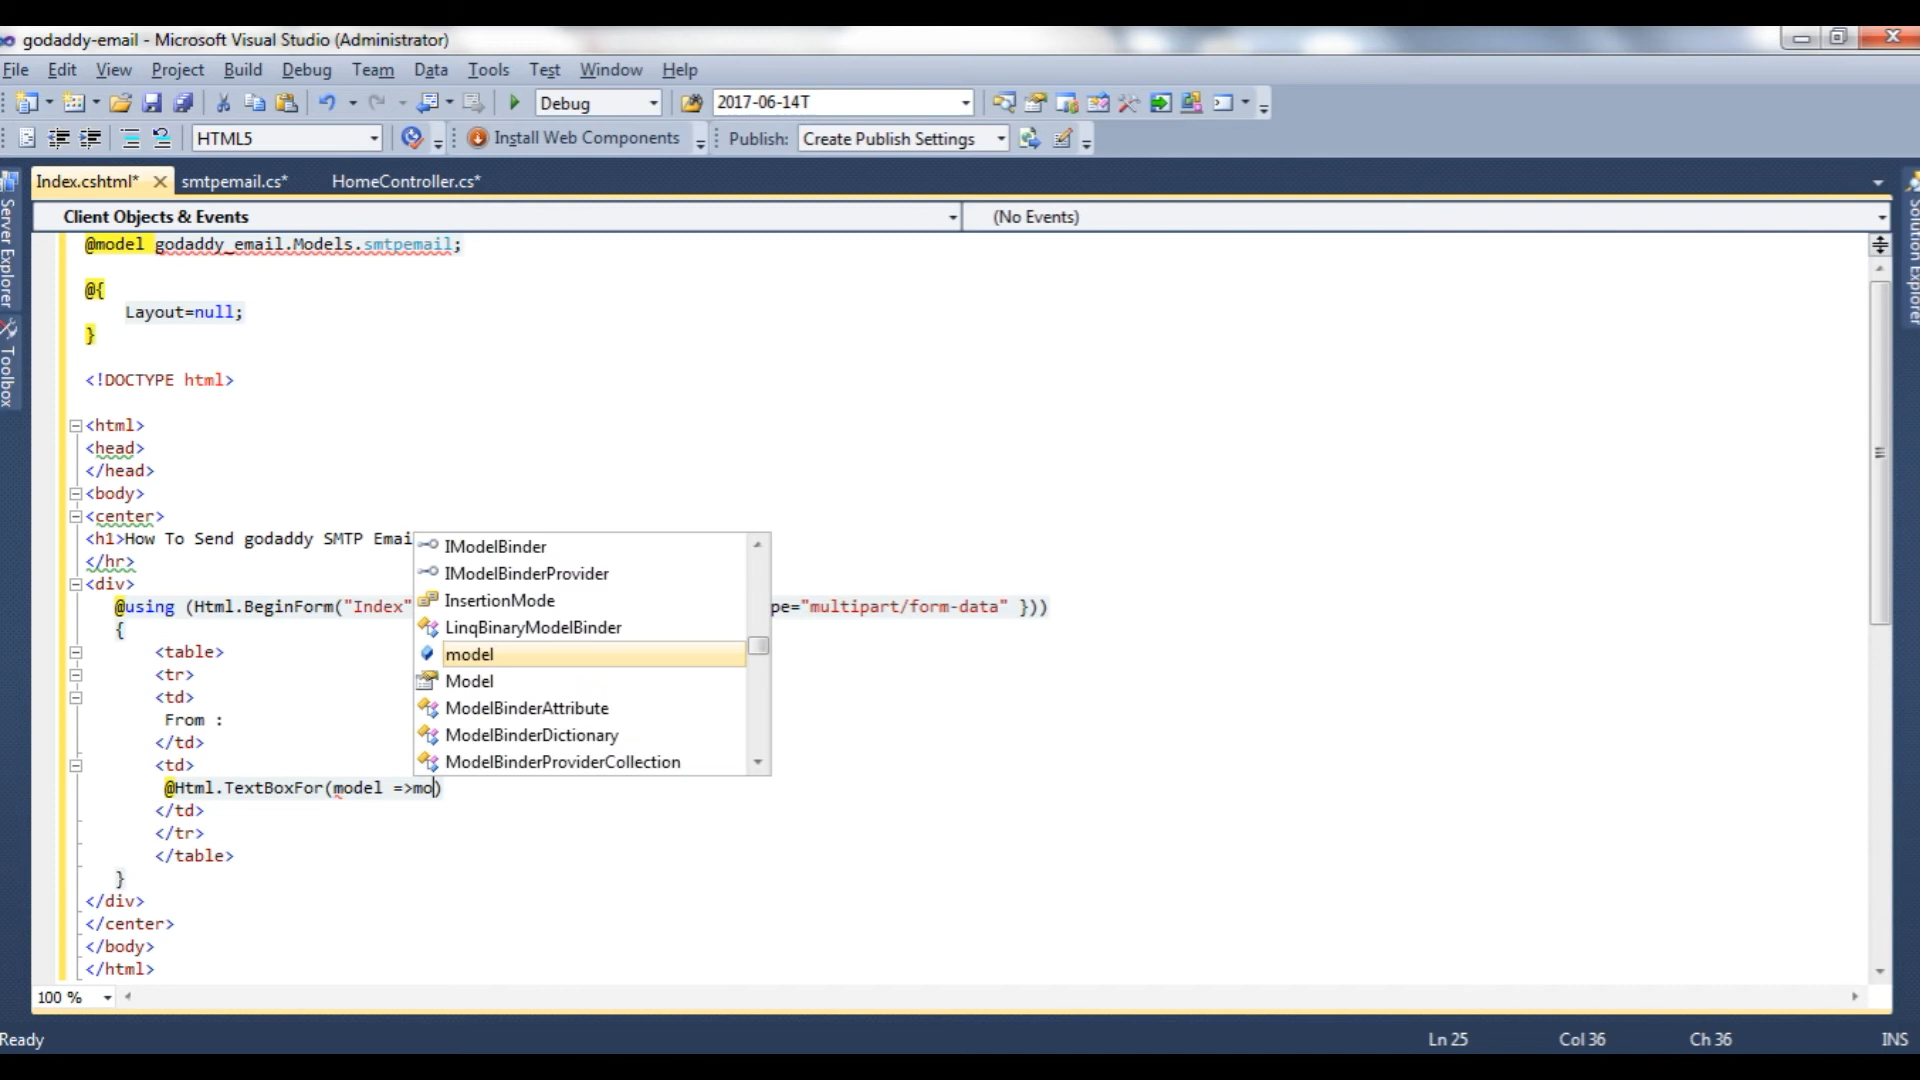 godaddy-email - Microsoft Visual Studio (Administrator)
File Edit View Project Build Debug Team Data Tools Test Window Help
Debug 2017-06-14T
HTML5 Install Web Components Publish: Create Publish Settings
Index.cshtml* smtpemail.cs* HomeController.cs*
Client Objects & Events (No Events)
Server Explorer
Toolbox
Solution Explorer
@model godaddy_email.Models.smtpemail;
@{
Layout=null;
}
<!DOCTYPE html>
<html>
<head>
</head>
<body>
<center>
<h1>How To Send godaddy SMTP Emai
</hr>
<div>
@using (Html.BeginForm("Index" pe="multipart/form-data" }))
{
<table>
<tr>
<td>
From :
</td>
<td>
@Html.TextBoxFor(model =>mo)
</td>
</tr>
</table>
}
</div>
</center>
</body>
</html>
IModelBinder
IModelBinderProvider
InsertionMode
LinqBinaryModelBinder
model
Model
ModelBinderAttribute
ModelBinderDictionary
ModelBinderProviderCollection
100 %
Ready Ln 25 Col 36 Ch 36 INS